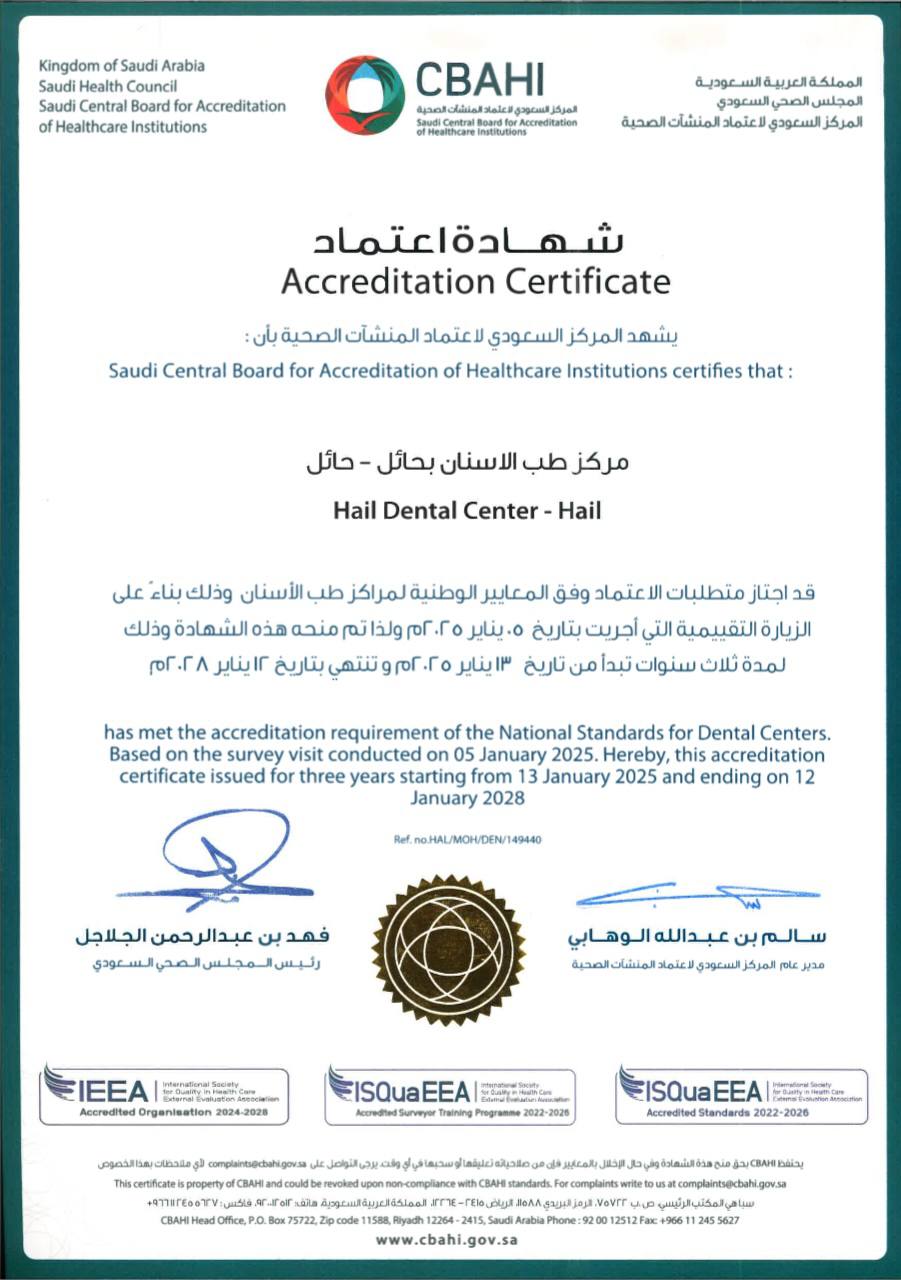 Kingdom of Saudi Arabia
Saudi Health Council
Saudi Central Board for Accreditation
of Healthcare Institutions
CBAHI
المركز السعودي لاعتماد المنشآت الصحية
Saudi Central Board for Accreditation
of Healthcare Institutions
المملكة العربية السعودية
المجلس الصحي السعودي
المركز السعودي لاعتماد المنشآت الصحية
شهادة اعتماد
Accreditation Certificate
يشهد المركز السعودي لاعتماد المنشآت الصحية بأن :
Saudi Central Board for Accreditation of Healthcare Institutions certifies that :
مركز طب الاسنان بحائل – حائل
Hail Dental Center - Hail
قد اجتاز متطلبات الاعتماد وفق المعايير الوطنية لمراكز طب الأسنان وذلك بناءً على
الزيارة التقييمية التي أجريت بتاريخ ٠٥ يناير ٢٠٢٥م ولذا تم منحه هذه الشهادة وذلك
لمدة ثلاث سنوات تبدأ من تاريخ ١٣ يناير ٢٠٢٥م و تنتهي بتاريخ ١٢ يناير ٢٠٢٨م
has met the accreditation requirement of the National Standards for Dental Centers.
Based on the survey visit conducted on 05 January 2025. Hereby, this accreditation
certificate issued for three years starting from 13 January 2025 and ending on 12
January 2028
Ref. no.HAL/MOH/DEN/149440
فهد بن عبدالرحمن الجلاجل
رئيس المجلس الصحي السعودي
سالم بن عبدالله الوهابي
مدير عام المركز السعودي لاعتماد المنشآت الصحية
IEEA
International Society
for Quality in Health Care
External Evaluation Association
Accredited Organisation 2024-2028
ISQuaEEA
International Society
for Quality in Health Care
External Evaluation Association
Accredited Surveyor Training Programme 2022-2026
ISQuaEEA
International Society
for Quality in Health Care
External Evaluation Association
Accredited Standards 2022-2026
يحتفظ CBAHI بحق منح هذة الشهادة وفي حال الإخلال بالمعايير فإن من صلاحياته تعليقها أو سحبها في أي وقت. يرجى التواصل على complaints@cbahi.gov.sa لأي ملاحظات بهذا الخصوص
This certificate is property of CBAHI and could be revoked upon non-compliance with CBAHI standards. For complaints write to us at complaints@cbahi.gov.sa
سباهي المكتب الرئيسي ص.ب ٧٥٧٢٢، الرمز البريدي ١١٥٨٨، الرياض ٢٤١٥ – ١٢٢٦٤، المملكة العربية السعودية، هاتف: ٩٢٠٠١٢٥١٢، فاكس: ٩٦٦١١٢٤٥٥٦٢٧+
CBAHI Head Office, P.O. Box 75722, Zip code 11588, Riyadh 12264 - 2415, Saudi Arabia Phone : 92 00 12512 Fax: +966 11 245 5627
www.cbahi.gov.sa